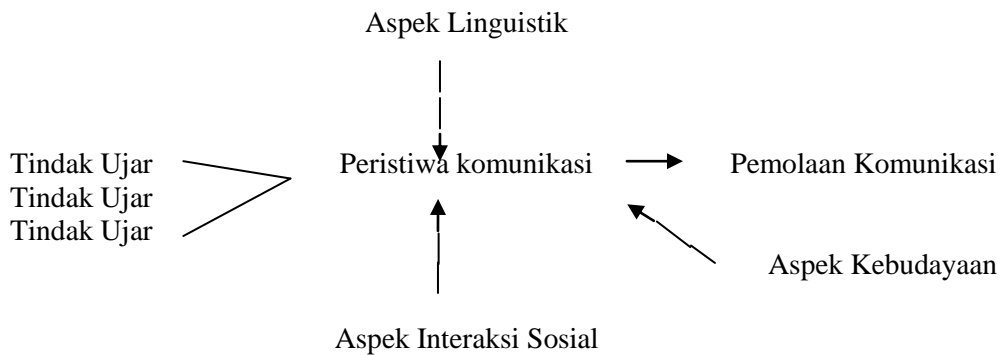 Aspek Linguistik
Tindak Ujar Peristiwa komunikasi Pemolaan Komunikasi
Tindak Ujar
Tindak Ujar
Aspek Kebudayaan
Aspek Interaksi Sosial